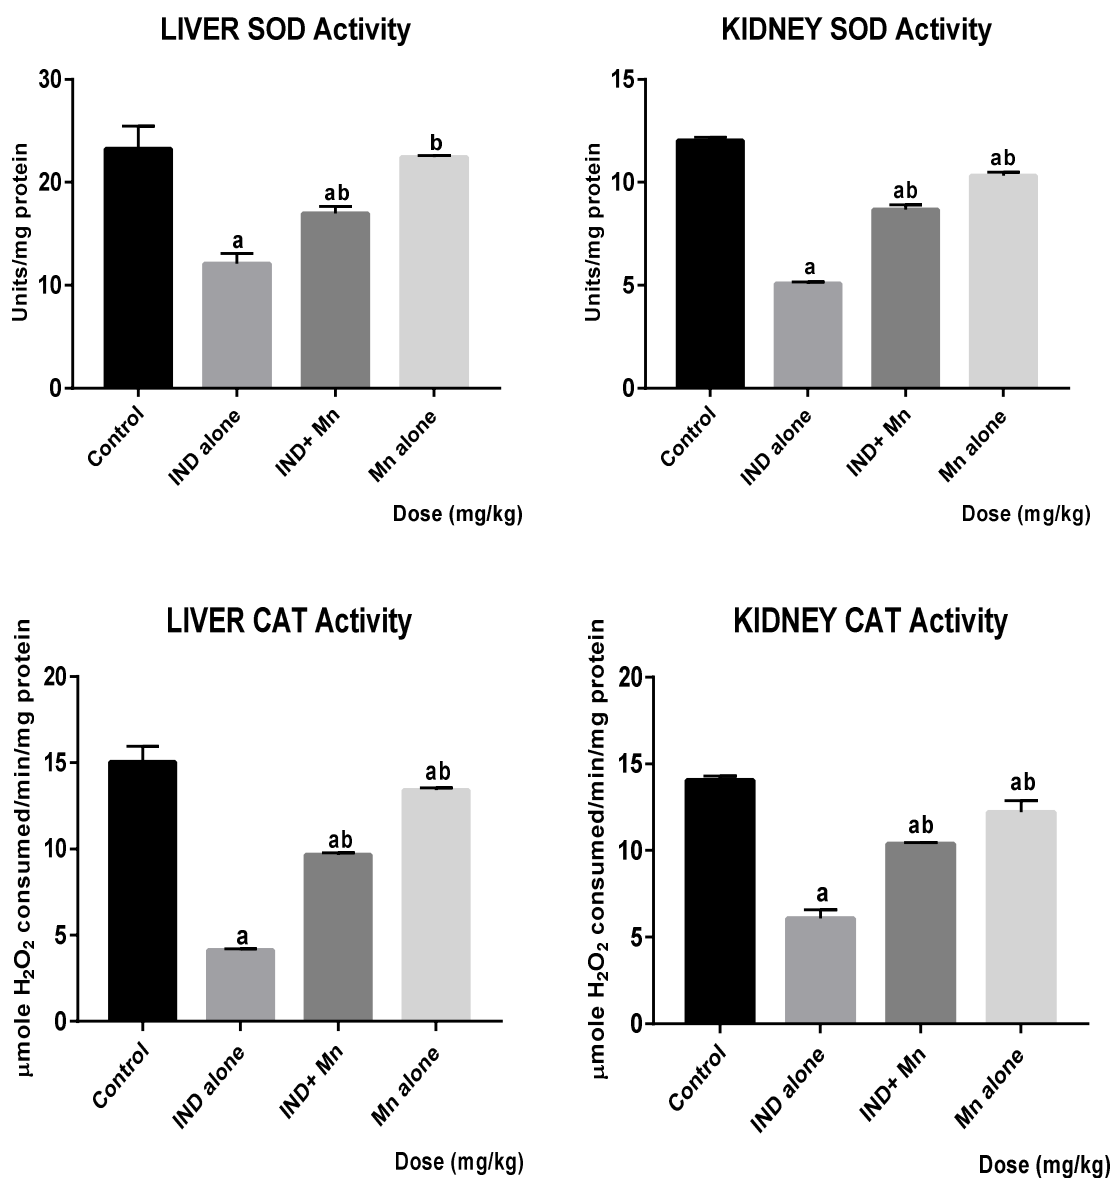 LIVER SOD Activity
Units/mg protein
30
20
10
0
a
ab
b
Control
IND alone
IND+ Mn
Mn alone
Dose (mg/kg)
KIDNEY SOD Activity
Units/mg protein
15
10
5
0
a
ab
ab
Control
IND alone
IND+ Mn
Mn alone
Dose (mg/kg)
LIVER CAT Activity
μmole H₂O₂ consumed/min/mg protein
20
15
10
5
0
a
ab
ab
Control
IND alone
IND+ Mn
Mn alone
Dose (mg/kg)
KIDNEY CAT Activity
μmole H₂O₂ consumed/min/mg protein
20
15
10
5
0
a
ab
ab
Control
IND alone
IND+ Mn
Mn alone
Dose (mg/kg)